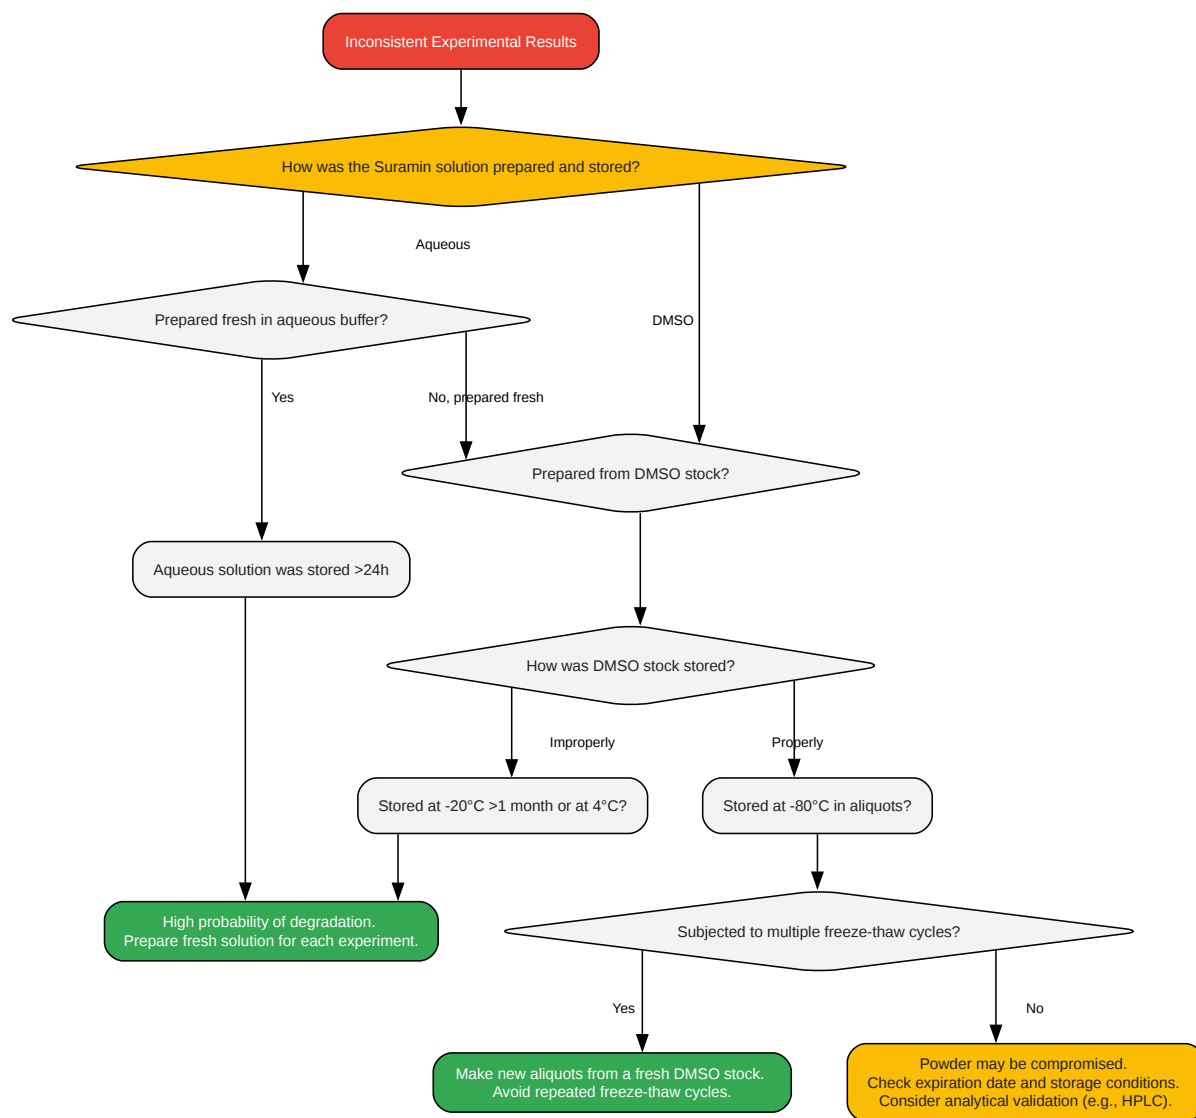 Inconsistent Experimental Results
How was the Suramin solution prepared and stored?
Aqueous
Prepared fresh in aqueous buffer?
DMSO
Yes
No, prepared fresh
Prepared from DMSO stock?
Aqueous solution was stored >24h
How was DMSO stock stored?
Improperly
Properly
Stored at -20°C >1 month or at 4°C?
Stored at -80°C in aliquots?
High probability of degradation.
Prepare fresh solution for each experiment.
Subjected to multiple freeze-thaw cycles?
Yes
No
Make new aliquots from a fresh DMSO stock.
Avoid repeated freeze-thaw cycles.
Powder may be compromised.
Check expiration date and storage conditions.
Consider analytical validation (e.g., HPLC).